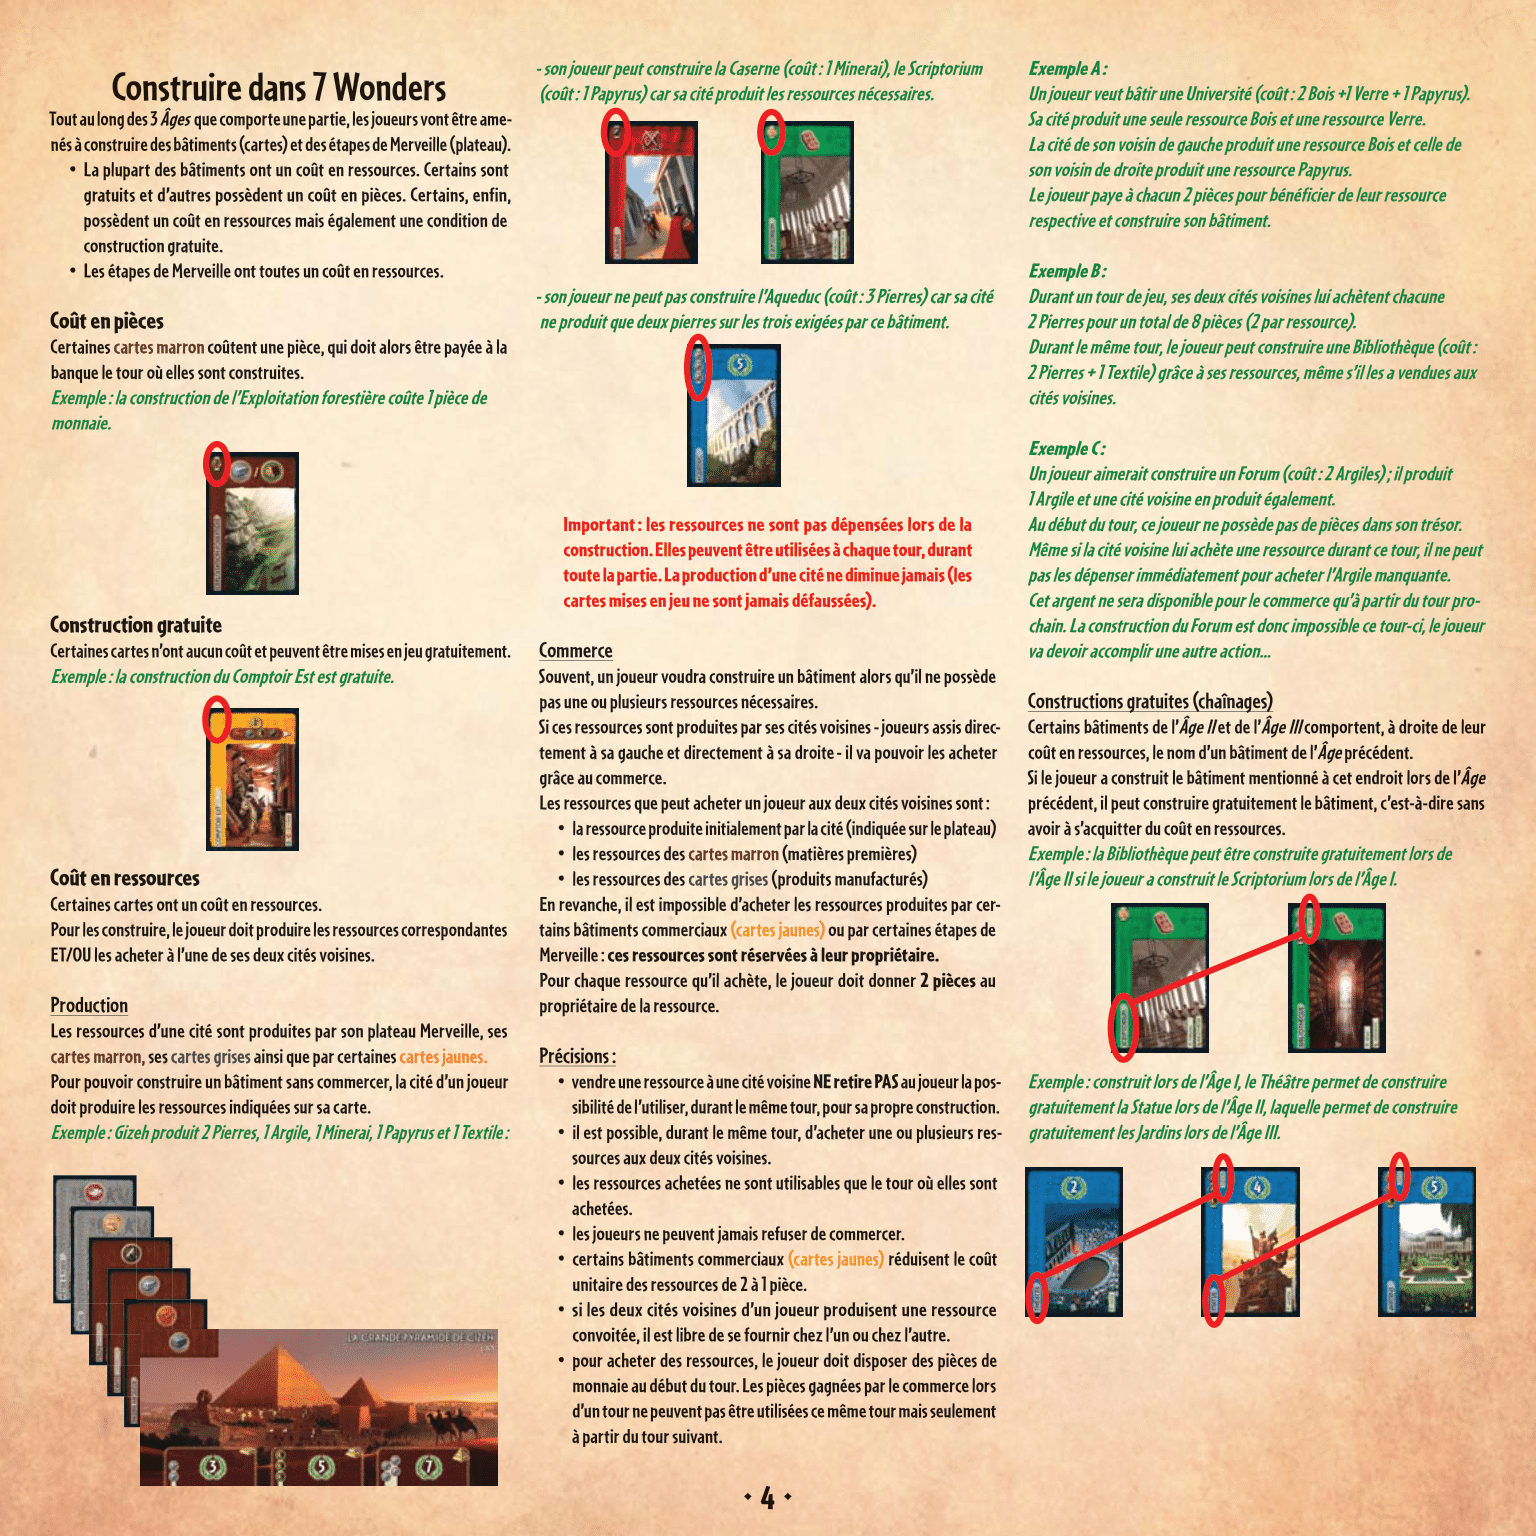 Construire dans 7 Wonders
Tout au long des 3 Âges que comporte une partie, les joueurs vont être ame-
nés à construire des bâtiments (cartes) et des étapes de Merveille (plateau).
• La plupart des bâtiments ont un coût en ressources. Certains sont
gratuits et d'autres possèdent un coût en pièces. Certains, enfin,
possèdent un coût en ressources mais également une condition de
construction gratuite.
• Les étapes de Merveille ont toutes un coût en ressources.
Coût en pièces
Certaines cartes marron coûtent une pièce, qui doit alors être payée à la
banque le tour où elles sont construites.
Exemple : la construction de l'Exploitation forestière coûte 1 pièce de
monnaie.
Construction gratuite
Certaines cartes n'ont aucun coût et peuvent être mises en jeu gratuitement.
Exemple : la construction du Comptoir Est est gratuite.
COMPTOIR EST
Coût en ressources
Certaines cartes ont un coût en ressources.
Pour les construire, le joueur doit produire les ressources correspondantes
ET/OU les acheter à l'une de ses deux cités voisines.
Production
Les ressources d'une cité sont produites par son plateau Merveille, ses
cartes marron, ses cartes grises ainsi que par certaines cartes jaunes.
Pour pouvoir construire un bâtiment sans commercer, la cité d'un joueur
doit produire les ressources indiquées sur sa carte.
Exemple : Gizeh produit 2 Pierres, 1 Argile, 1 Minerai, 1 Papyrus et 1 Textile :
LA GRANDE PYRAMIDE DE GIZEH
3
5
7
- son joueur peut construire la Caserne (coût : 1 Minerai), le Scriptorium
(coût : 1 Papyrus) car sa cité produit les ressources nécessaires.
- son joueur ne peut pas construire l'Aqueduc (coût : 3 Pierres) car sa cité
ne produit que deux pierres sur les trois exigées par ce bâtiment.
5
Important : les ressources ne sont pas dépensées lors de la
construction. Elles peuvent être utilisées à chaque tour, durant
toute la partie. La production d'une cité ne diminue jamais (les
cartes mises en jeu ne sont jamais défaussées).
Commerce
Souvent, un joueur voudra construire un bâtiment alors qu'il ne possède
pas une ou plusieurs ressources nécessaires.
Si ces ressources sont produites par ses cités voisines - joueurs assis direc-
tement à sa gauche et directement à sa droite - il va pouvoir les acheter
grâce au commerce.
Les ressources que peut acheter un joueur aux deux cités voisines sont :
• la ressource produite initialement par la cité (indiquée sur le plateau)
• les ressources des cartes marron (matières premières)
• les ressources des cartes grises (produits manufacturés)
En revanche, il est impossible d'acheter les ressources produites par cer-
tains bâtiments commerciaux (cartes jaunes) ou par certaines étapes de
Merveille : ces ressources sont réservées à leur propriétaire.
Pour chaque ressource qu'il achète, le joueur doit donner 2 pièces au
propriétaire de la ressource.
Précisions :
• vendre une ressource à une cité voisine NE retire PAS au joueur la pos-
sibilité de l'utiliser, durant le même tour, pour sa propre construction.
• il est possible, durant le même tour, d'acheter une ou plusieurs res-
sources aux deux cités voisines.
• les ressources achetées ne sont utilisables que le tour où elles sont
achetées.
• les joueurs ne peuvent jamais refuser de commercer.
• certains bâtiments commerciaux (cartes jaunes) réduisent le coût
unitaire des ressources de 2 à 1 pièce.
• si les deux cités voisines d'un joueur produisent une ressource
convoitée, il est libre de se fournir chez l'un ou chez l'autre.
• pour acheter des ressources, le joueur doit disposer des pièces de
monnaie au début du tour. Les pièces gagnées par le commerce lors
d'un tour ne peuvent pas être utilisées ce même tour mais seulement
à partir du tour suivant.
Exemple A :
Un joueur veut bâtir une Université (coût : 2 Bois +1 Verre + 1 Papyrus).
Sa cité produit une seule ressource Bois et une ressource Verre.
La cité de son voisin de gauche produit une ressource Bois et celle de
son voisin de droite produit une ressource Papyrus.
Le joueur paye à chacun 2 pièces pour bénéficier de leur ressource
respective et construire son bâtiment.
Exemple B :
Durant un tour de jeu, ses deux cités voisines lui achètent chacune
2 Pierres pour un total de 8 pièces (2 par ressource).
Durant le même tour, le joueur peut construire une Bibliothèque (coût :
2 Pierres + 1 Textile) grâce à ses ressources, même s'il les a vendues aux
cités voisines.
Exemple C :
Un joueur aimerait construire un Forum (coût : 2 Argiles) ; il produit
1 Argile et une cité voisine en produit également.
Au début du tour, ce joueur ne possède pas de pièces dans son trésor.
Même si la cité voisine lui achète une ressource durant ce tour, il ne peut
pas les dépenser immédiatement pour acheter l'Argile manquante.
Cet argent ne sera disponible pour le commerce qu'à partir du tour pro-
chain. La construction du Forum est donc impossible ce tour-ci, le joueur
va devoir accomplir une autre action...
Constructions gratuites (chaînages)
Certains bâtiments de l'Âge II et de l'Âge III comportent, à droite de leur
coût en ressources, le nom d'un bâtiment de l'Âge précédent.
Si le joueur a construit le bâtiment mentionné à cet endroit lors de l'Âge
précédent, il peut construire gratuitement le bâtiment, c'est-à-dire sans
avoir à s'acquitter du coût en ressources.
Exemple : la Bibliothèque peut être construite gratuitement lors de
l'Âge II si le joueur a construit le Scriptorium lors de l'Âge I.
Exemple : construit lors de l'Âge I, le Théâtre permet de construire
gratuitement la Statue lors de l'Âge II, laquelle permet de construire
gratuitement les Jardins lors de l'Âge III.
2
4
5
• 4 •